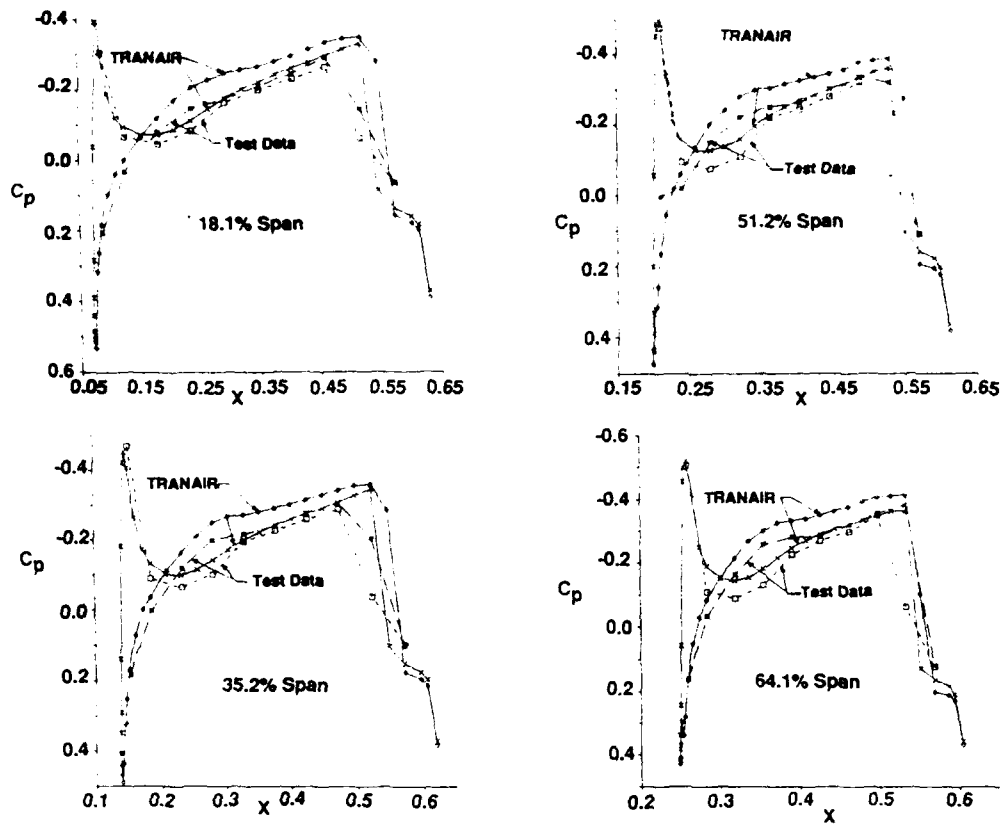 -0.4
TRANAIR
-0.2
Test Data
0.0
Cp
18.1% Span
0.2
0.4
0.6
0.05 0.15 0.25 0.35 0.45 0.55 0.65
X
TRANAIR
-0.4
-0.2
Test Data
0.0
Cp
51.2% Span
0.2
0.4
0.15 0.25 0.35 0.45 0.55 0.65
X
-0.4
TRANAIR
-0.2
Test Data
Cp
0.0
35.2% Span
0.2
0.4
0.1 0.2 0.3 0.4 0.5 0.6
X
-0.6
-0.4
TRANAIR
-0.2
Cp
Test Data
0.0
64.1% Span
0.2
0.4
0.2 0.3 0.4 0.5 0.6
X